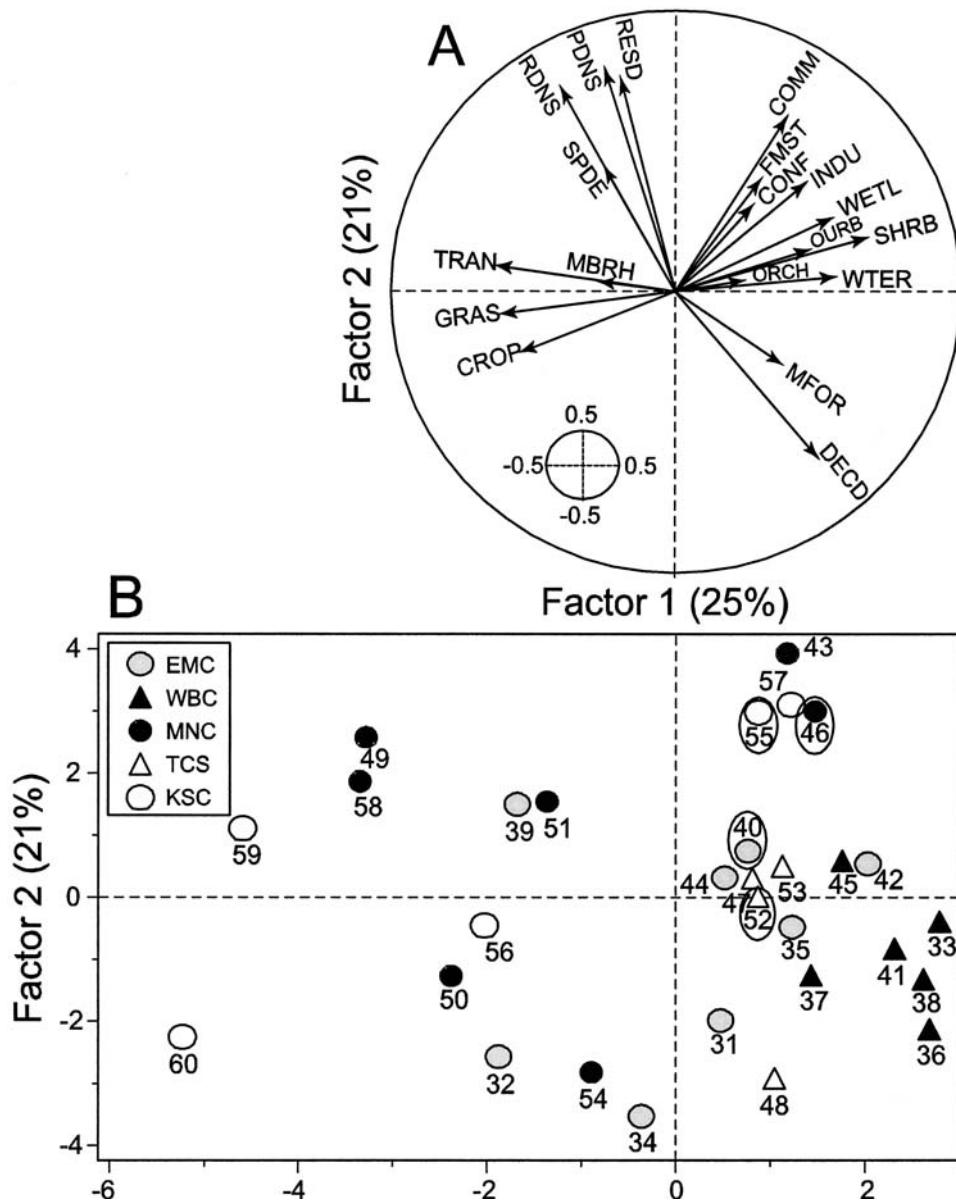 A
RDNS
PDNS
RESD
SPDE
COMM
FMST
CONF
INDU
WETL
OURB
SHRB
ORCH
WTER
TRAN
MBRH
GRAS
CROP
MFOR
DECD
0.5
-0.5
0.5
-0.5
Factor 2 (21%)
Factor 1 (25%)
B
EMC
WBC
MNC
TCS
KSC
4
2
0
-2
-4
Factor 2 (21%)
43
57
55
46
49
58
59
39
51
40
44
47
53
45
42
52
35
33
41
38
37
36
56
50
60
32
54
34
31
48
-6
-4
-2
0
2